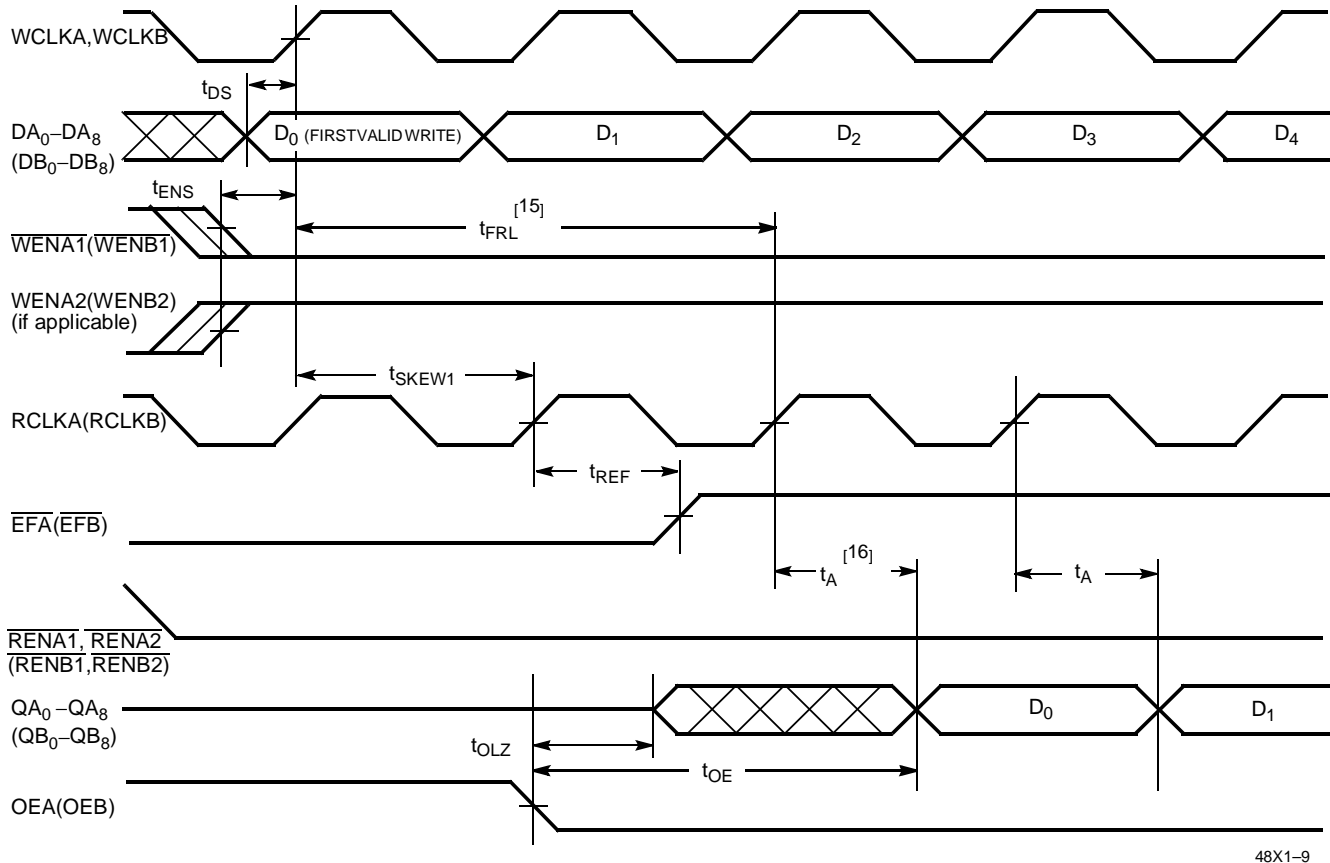 WCLKA,WCLKB
tDS
DA0–DA8
(DB0–DB8)
D0 (FIRST VALID WRITE)
D1
D2
D3
D4
tENS
[15]
tFRL
WENA1(WENB1)
WENA2(WENB2)
(if applicable)
tSKEW1
RCLKA(RCLKB)
tREF
EFA(EFB)
[16]
tA
tA
RENA1, RENA2
(RENB1, RENB2)
QA0–QA8
(QB0–QB8)
D0
D1
tOLZ
tOE
OEA(OEB)
48X1–9